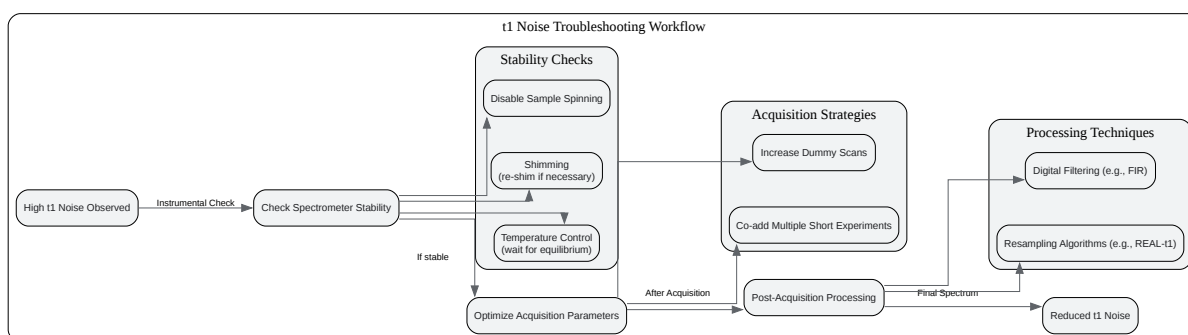 t1 Noise Troubleshooting Workflow
Stability Checks
Disable Sample Spinning
Acquisition Strategies
Processing Techniques
Increase Dummy Scans
Shimming
(re-shim if necessary)
Digital Filtering (e.g., FIR)
High t1 Noise Observed
Instrumental Check
Check Spectrometer Stability
Co-add Multiple Short Experiments
Temperature Control
(wait for equilibrium)
Resampling Algorithms (e.g., REAL-t1)
If stable
After Acquisition
Post-Acquisition Processing
Final Spectrum
Optimize Acquisition Parameters
Reduced t1 Noise